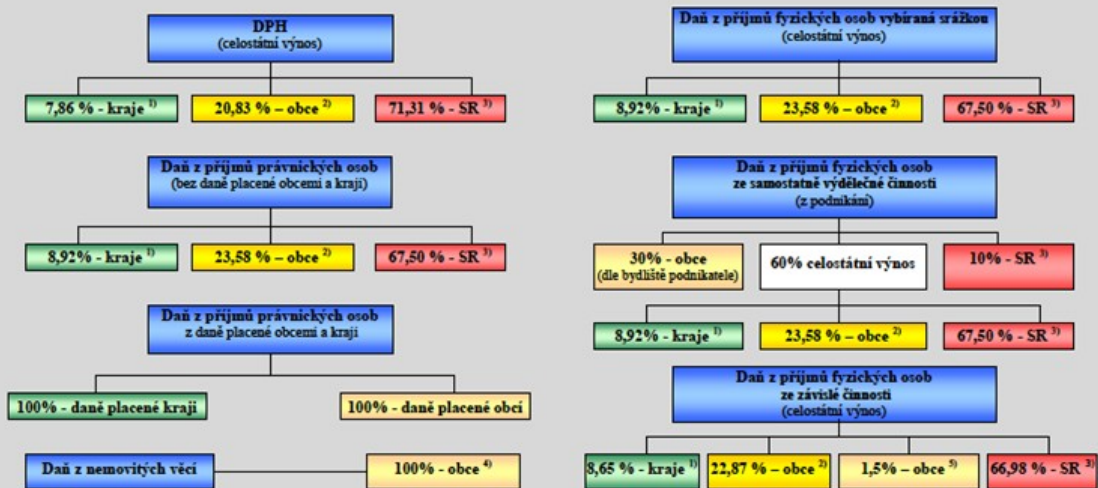 DPH
(celostátní výnos)
7,86 % - kraje 1)
20,83 % – obce 2)
71,31 % - SR 3)
Daň z příjmů právnických osob
(bez daně placené obcemi a kraji)
8,92% - kraje 1)
23,58 % – obce 2)
67,50 % - SR 3)
Daň z příjmů právnických osob
z daně placené obcemi a kraji
100% - daně placené kraji
100% - daně placené obcí
Daň z nemovitých věcí
100% - obce 4)
Daň z příjmů fyzických osob vybíraná srážkou
(celostátní výnos)
8,92% - kraje 1)
23,58 % – obce 2)
67,50 % - SR 3)
Daň z příjmů fyzických osob
ze samostatně výdělečné činnosti
(z podnikání)
30% - obce
(dle bydliště podnikatele)
60% celostátní výnos
10% - SR 3)
8,92% - kraje 1)
23,58 % – obce 2)
67,50 % - SR 3)
Daň z příjmů fyzických osob
ze závislé činnosti
(celostátní výnos)
8,65 % - kraje 1)
22,87 % – obce 2)
1,5% – obce 5)
66,98 % – SR 3)